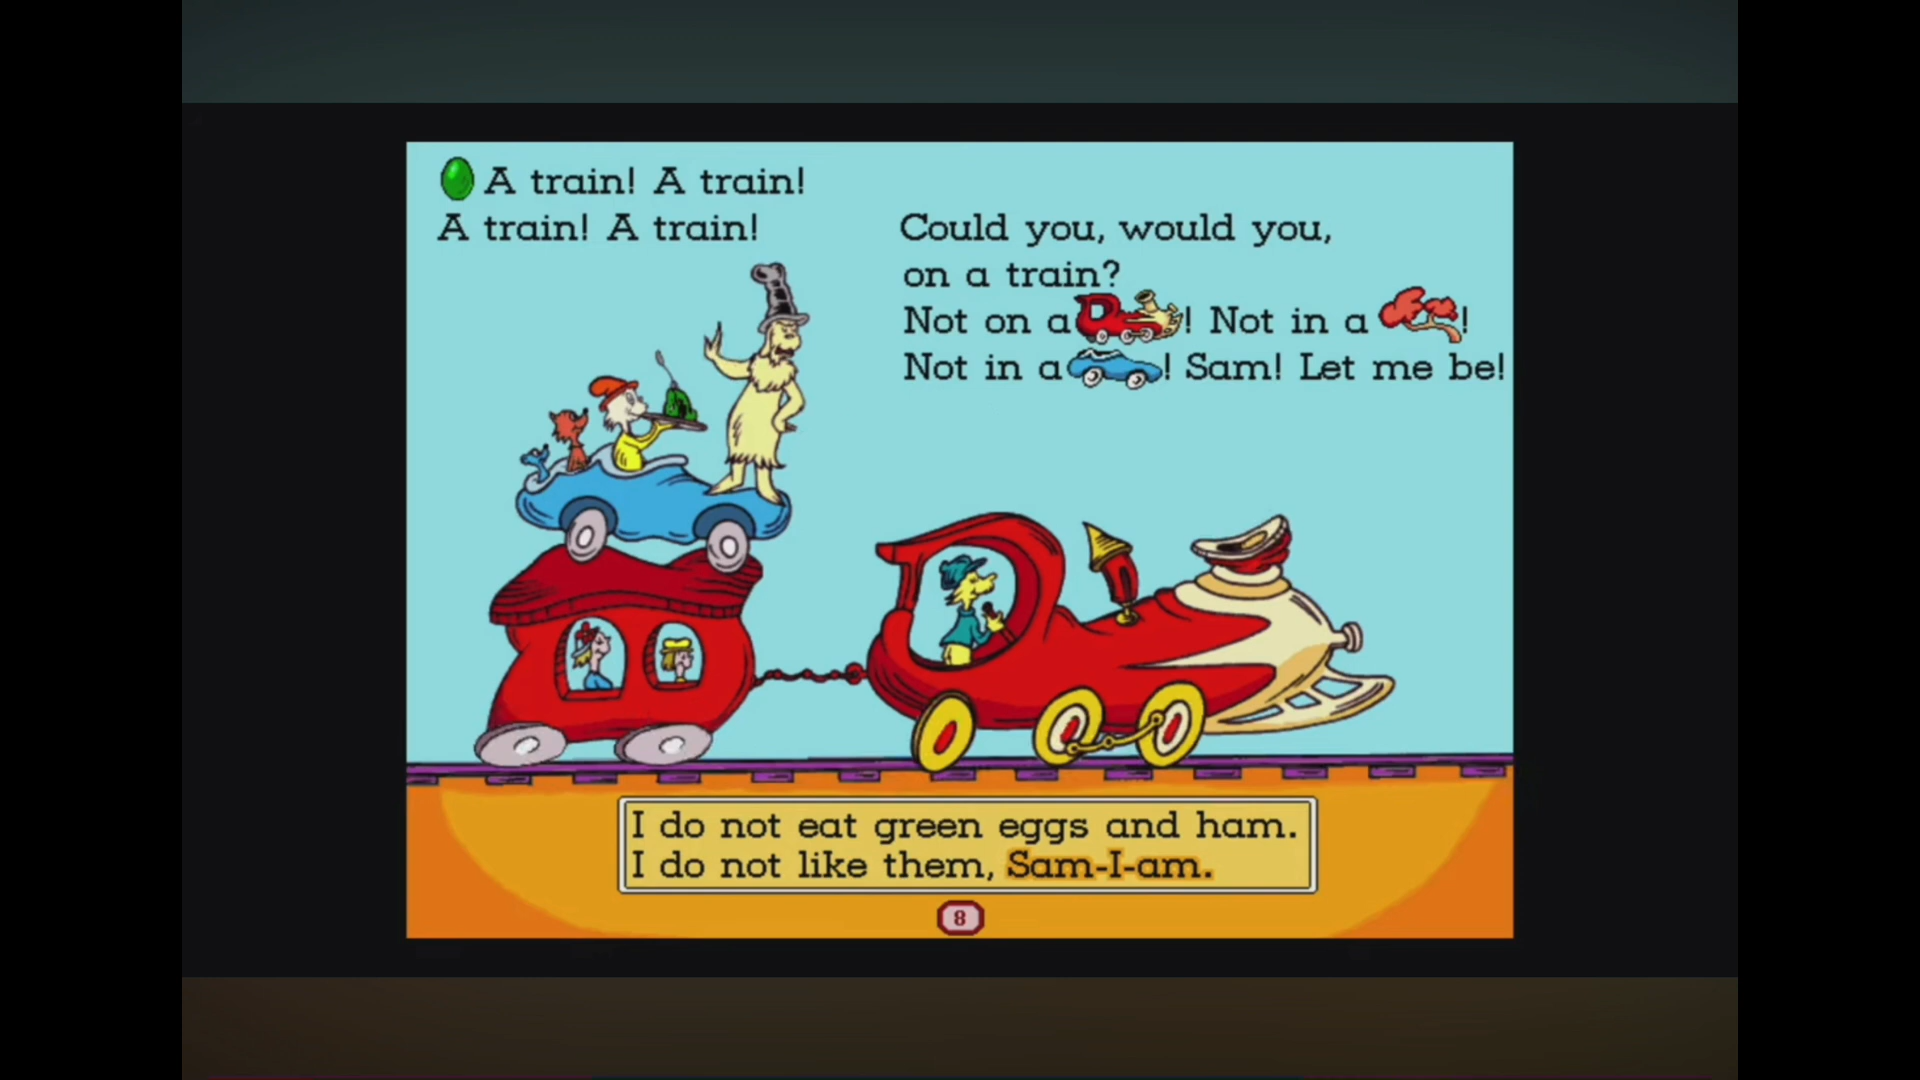 A train! A train!
A train! A train!
Could you, would you,
on a train?
Not on a ! Not in a !
Not in a ! Sam! Let me be!
I do not eat green eggs and ham.
I do not like them, Sam-I-am.
8